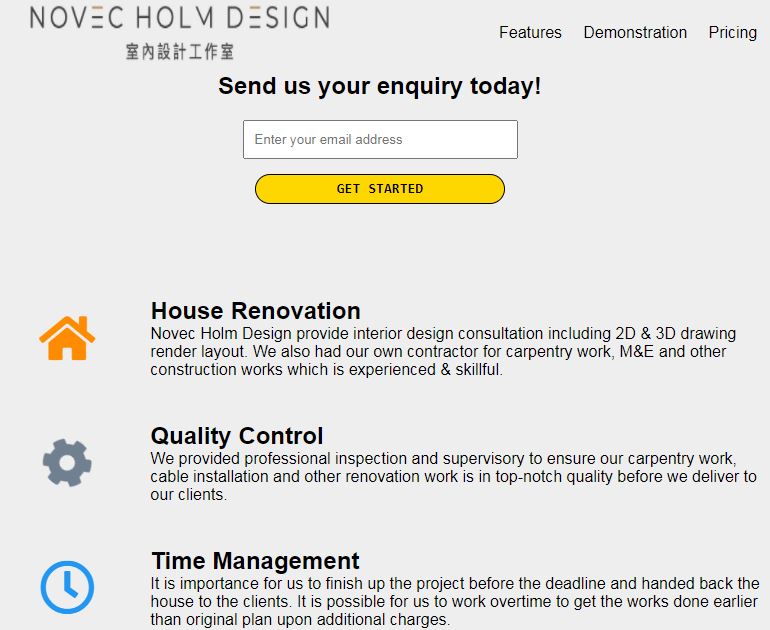 NOVEC HOLM DESIGN
室內設計工作室
Features Demonstration Pricing
Send us your enquiry today!
Enter your email address
GET STARTED
House Renovation
Novec Holm Design provide interior design consultation including 2D & 3D drawing
render layout. We also had our own contractor for carpentry work, M&E and other
construction works which is experienced & skillful.
Quality Control
We provided professional inspection and supervisory to ensure our carpentry work,
cable installation and other renovation work is in top-notch quality before we deliver to
our clients.
Time Management
It is importance for us to finish up the project before the deadline and handed back the
house to the clients. It is possible for us to work overtime to get the works done earlier
than original plan upon additional charges.